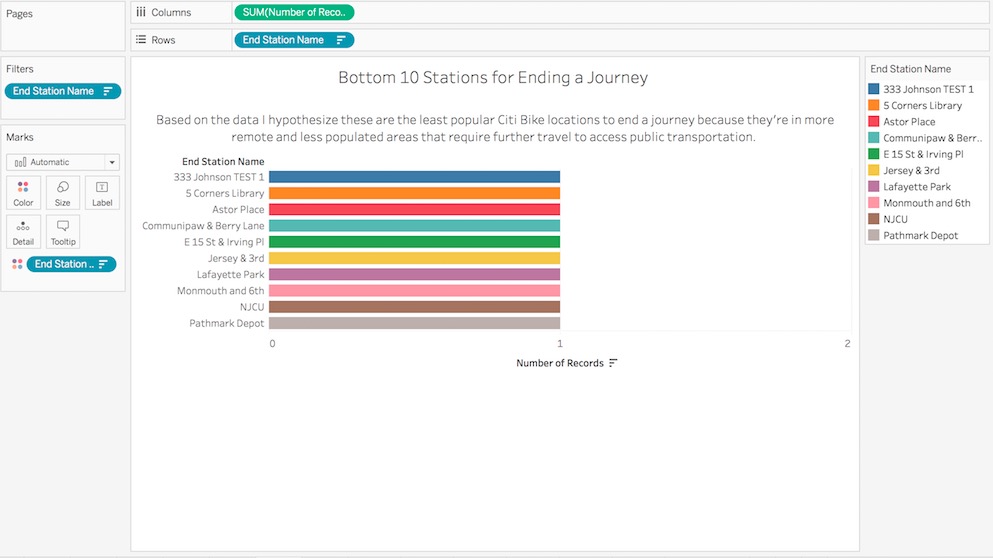 Pages
Columns
SUM(Number of Reco..
Rows
End Station Name
Filters
End Station Name
Marks
Automatic
Color
Size
Label
Detail
Tooltip
End Station ..
Bottom 10 Stations for Ending a Journey
Based on the data I hypothesize these are the least popular Citi Bike locations to end a journey because they're in more
remote and less populated areas that require further travel to access public transportation.
End Station Name
333 Johnson TEST 1
5 Corners Library
Astor Place
Communipaw & Berry Lane
E 15 St & Irving Pl
Jersey & 3rd
Lafayette Park
Monmouth and 6th
NJCU
Pathmark Depot
0 1 2
Number of Records
End Station Name
333 Johnson TEST 1
5 Corners Library
Astor Place
Communipaw & Berr..
E 15 St & Irving Pl
Jersey & 3rd
Lafayette Park
Monmouth and 6th
NJCU
Pathmark Depot